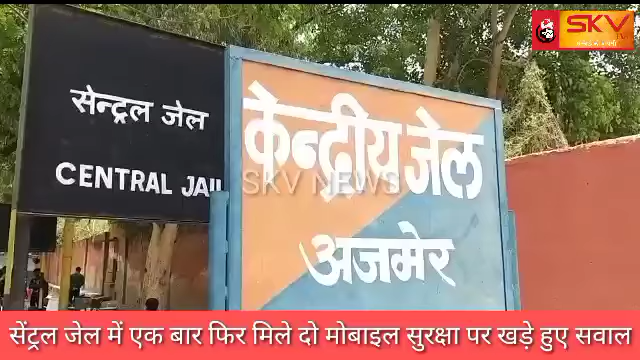 SKV
सेन्ट्रल जेल
CENTRAL JAIL
केन्द्रीय जेल
अजमेर
SKV NEWS
सेंट्रल जेल में एक बार फिर मिले दो मोबाइल सुरक्षा पर खड़े हुए सवाल